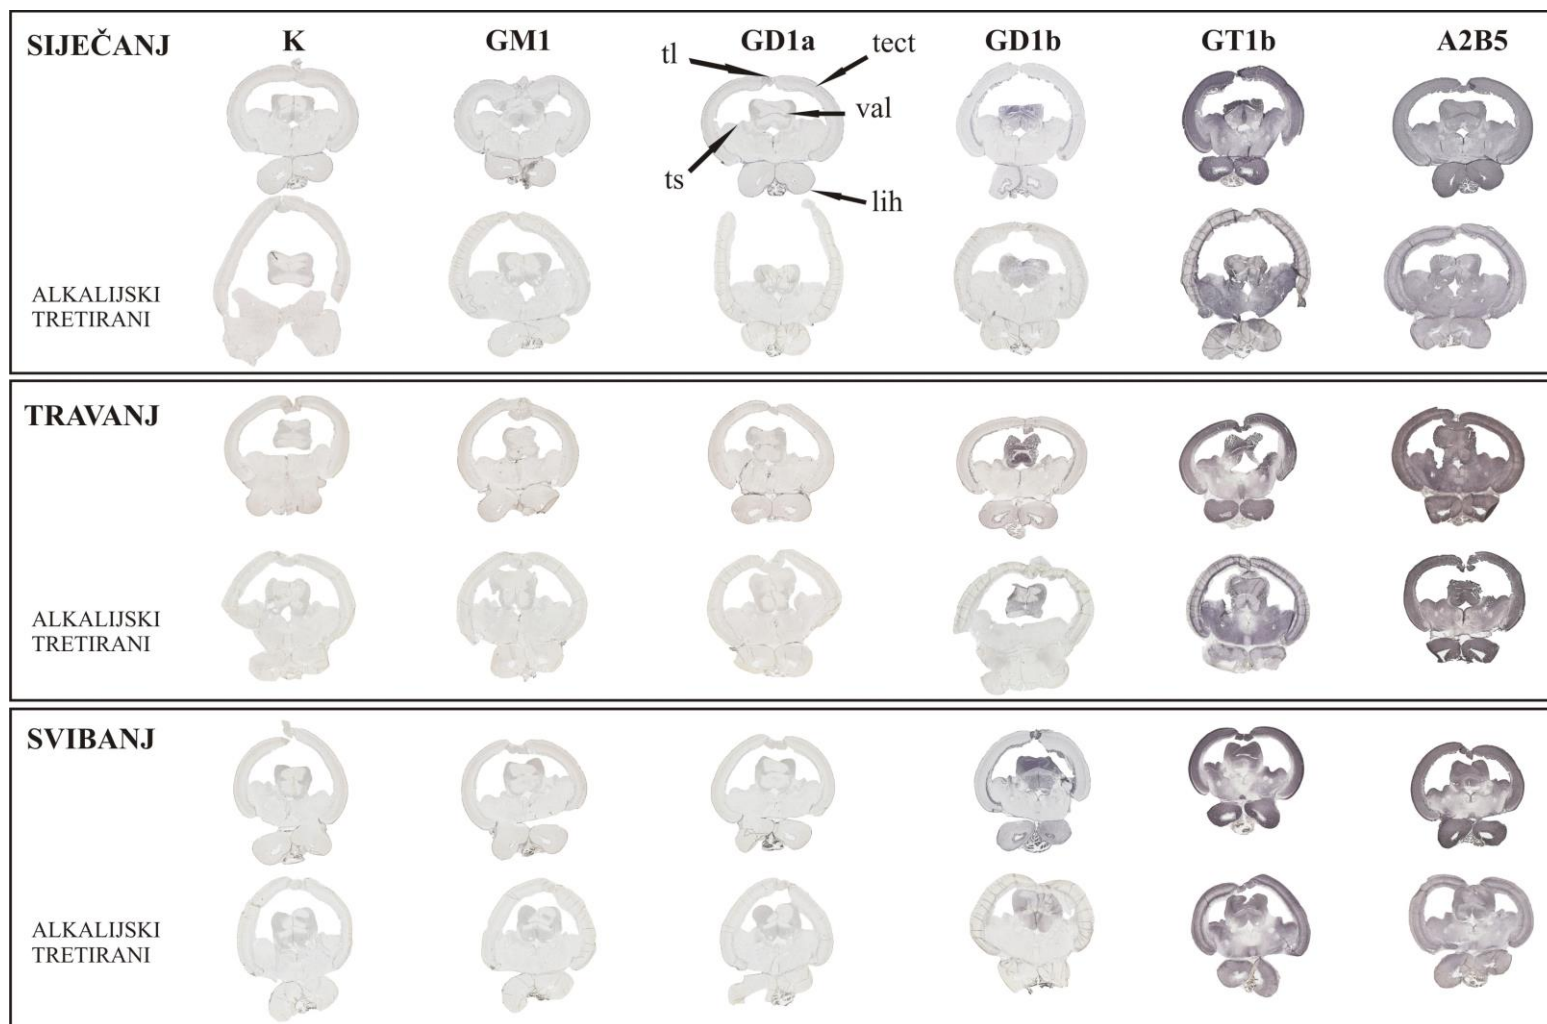 SIJEČANJ K GM1 GD1a GD1b GT1b A2B5
tl tect
val
ts
lih
ALKALIJSKI
TRETIRANI
TRAVANJ
ALKALIJSKI
TRETIRANI
SVIBANJ
ALKALIJSKI
TRETIRANI